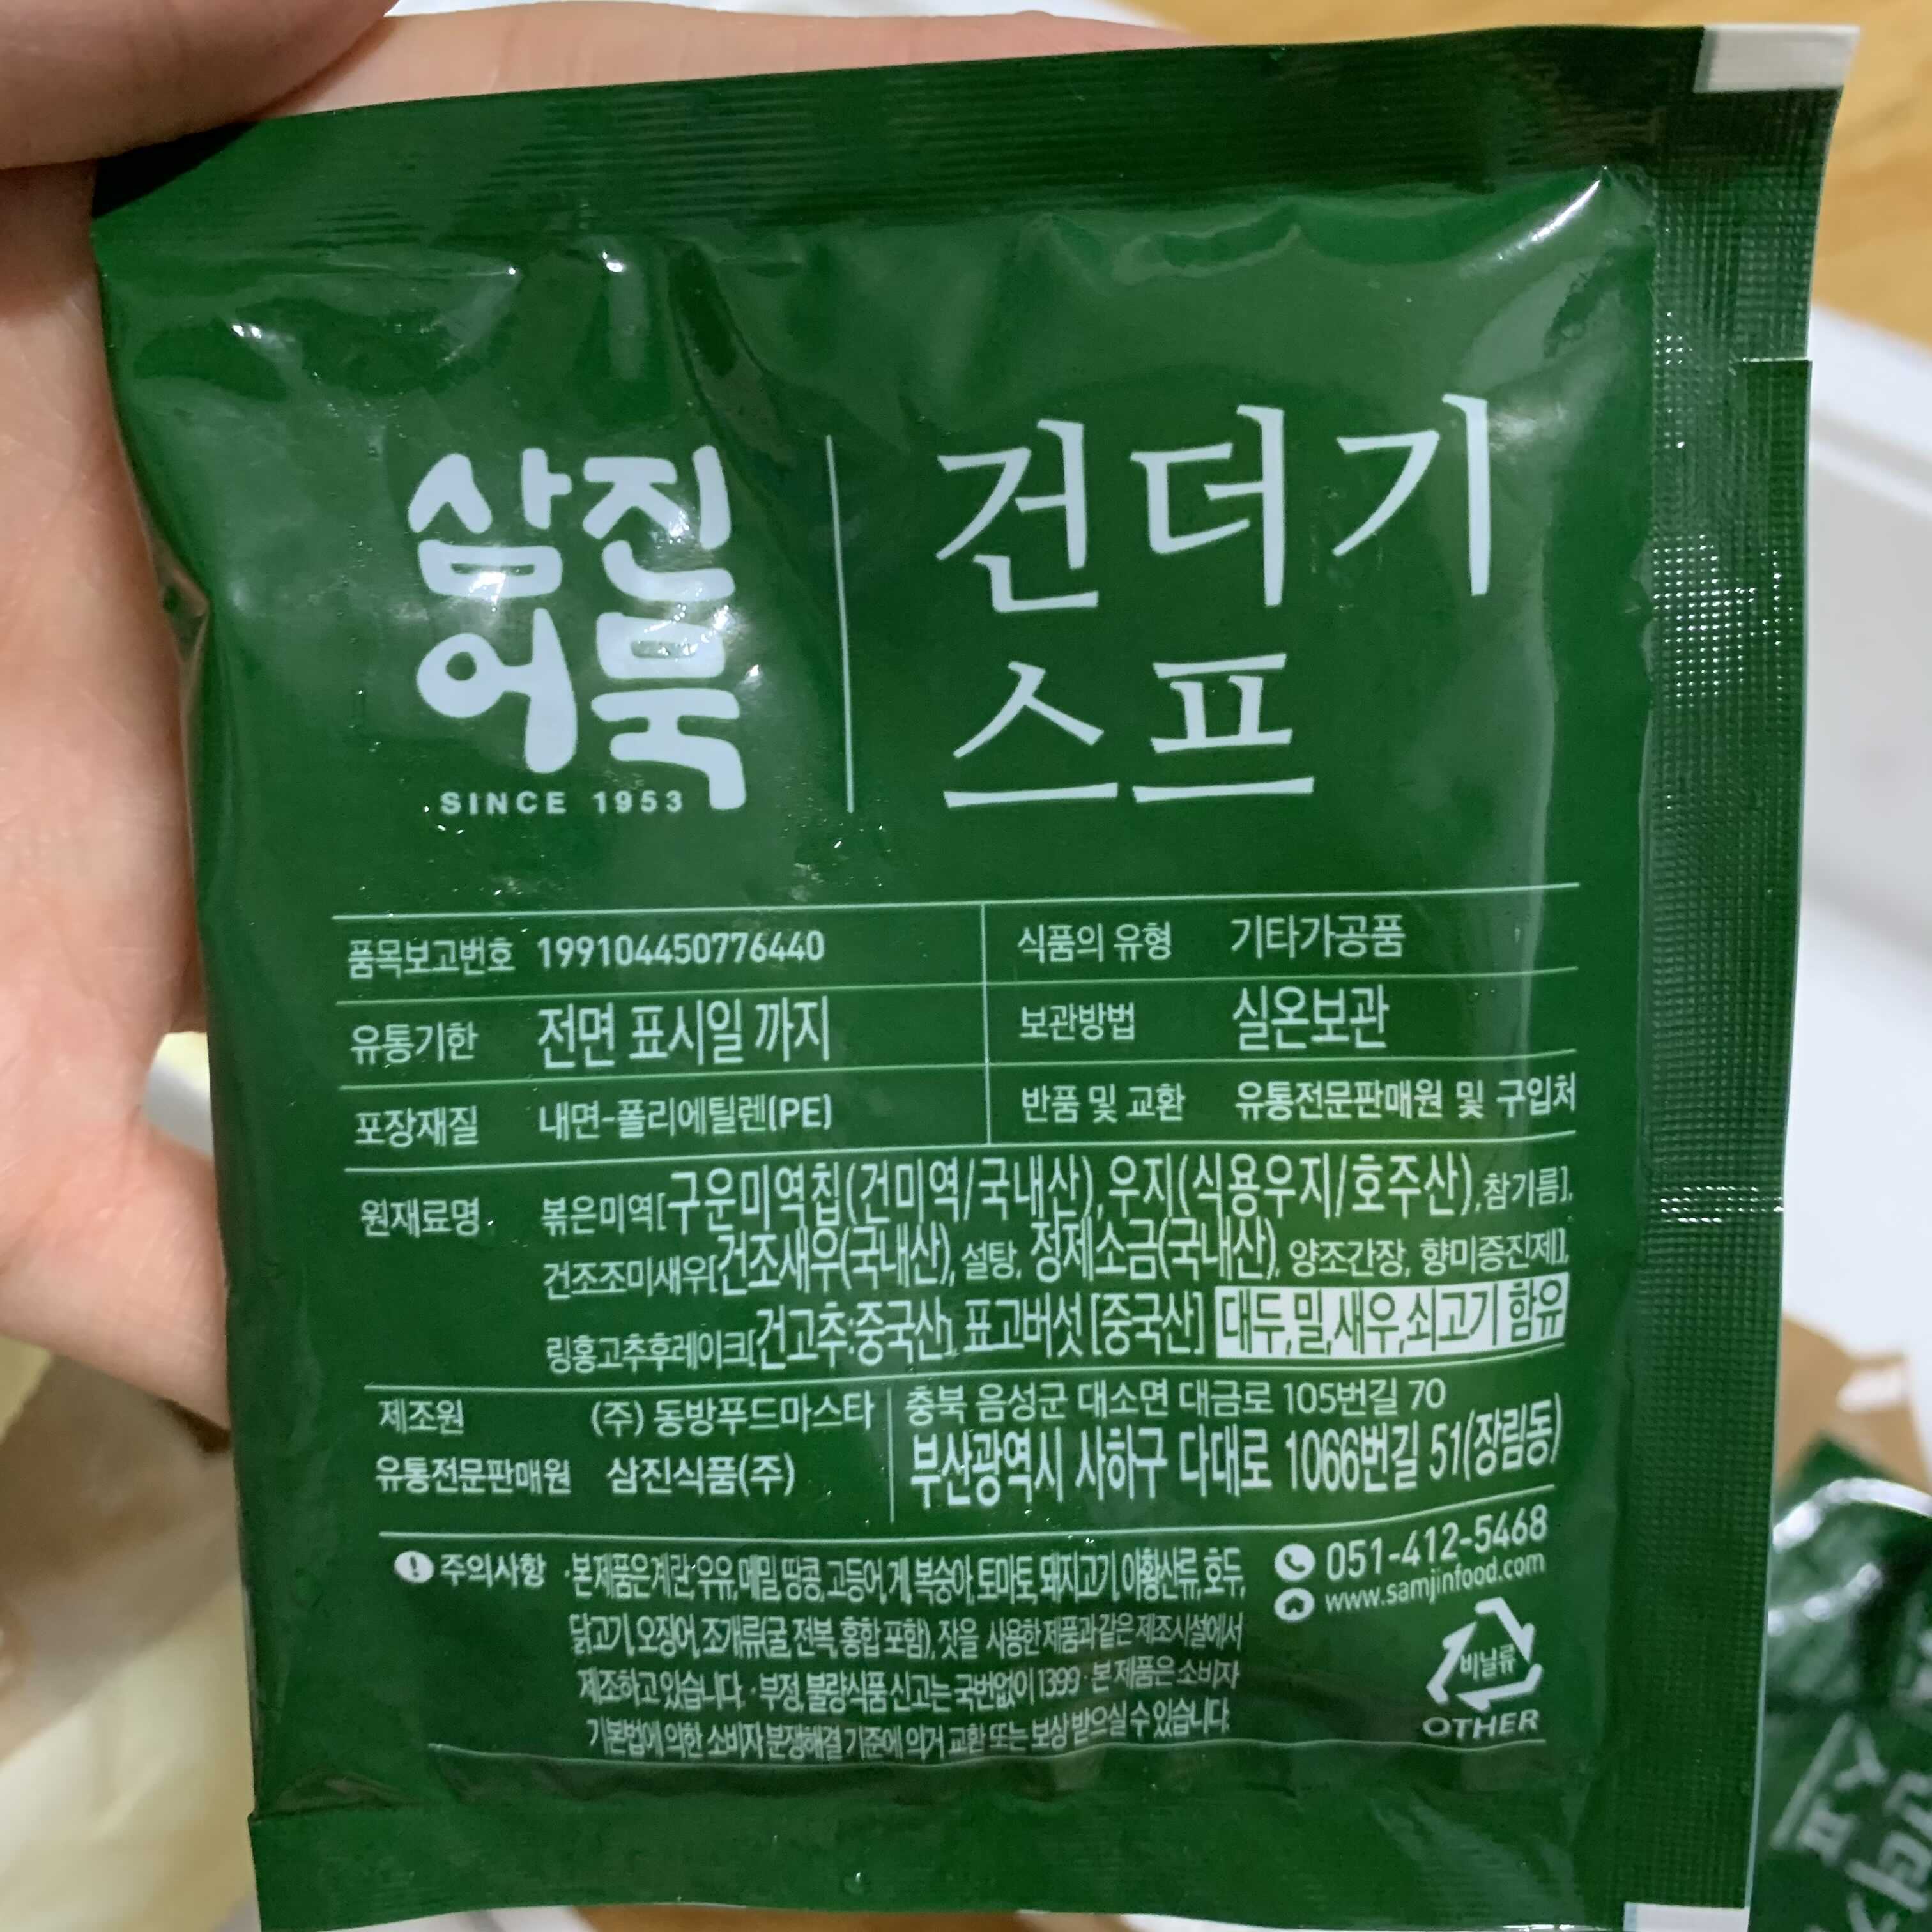 삼진
어묵
SINCE 1953
건더기
스프
품목보고번호 199104450776440
식품의 유형 기타가공품
유통기한 전면 표시일 까지
보관방법 실온보관
포장재질 내면-폴리에틸렌(PE)
반품 및 교환 유통전문판매원 및 구입처
원재료명 볶은미역[구운미역칩(건미역/국내산),우지(식용우지/호주산),참기름],
건조조미새우[건조새우(국내산), 설탕, 정제소금(국내산), 양조간장, 향미증진제],
링홍고추후레이크[건고추:중국산], 표고버섯[중국산] 대두,밀,새우,쇠고기 함유
제조원 (주) 동방푸드마스타 충북 음성군 대소면 대금로 105번길 70
유통전문판매원 삼진식품(주) 부산광역시 사하구 다대로 1066번길 51(장림동)
주의사항 ·본 제품은 계란, 우유, 메밀, 땅콩, 고등어, 게, 복숭아, 토마토, 돼지고기, 아황산류, 호두,
닭고기, 오징어, 조개류(굴, 전복, 홍합 포함), 잣을 사용한 제품과 같은 제조시설에서
제조하고 있습니다. ·부정, 불량식품 신고는 국번없이 1399 ·본 제품은 소비자
기본법에 의한 소비자 분쟁해결 기준에 의거 교환 또는 보상 받으실 수 있습니다.
051-412-5468
www.samjinfood.com
비닐류
OTHER